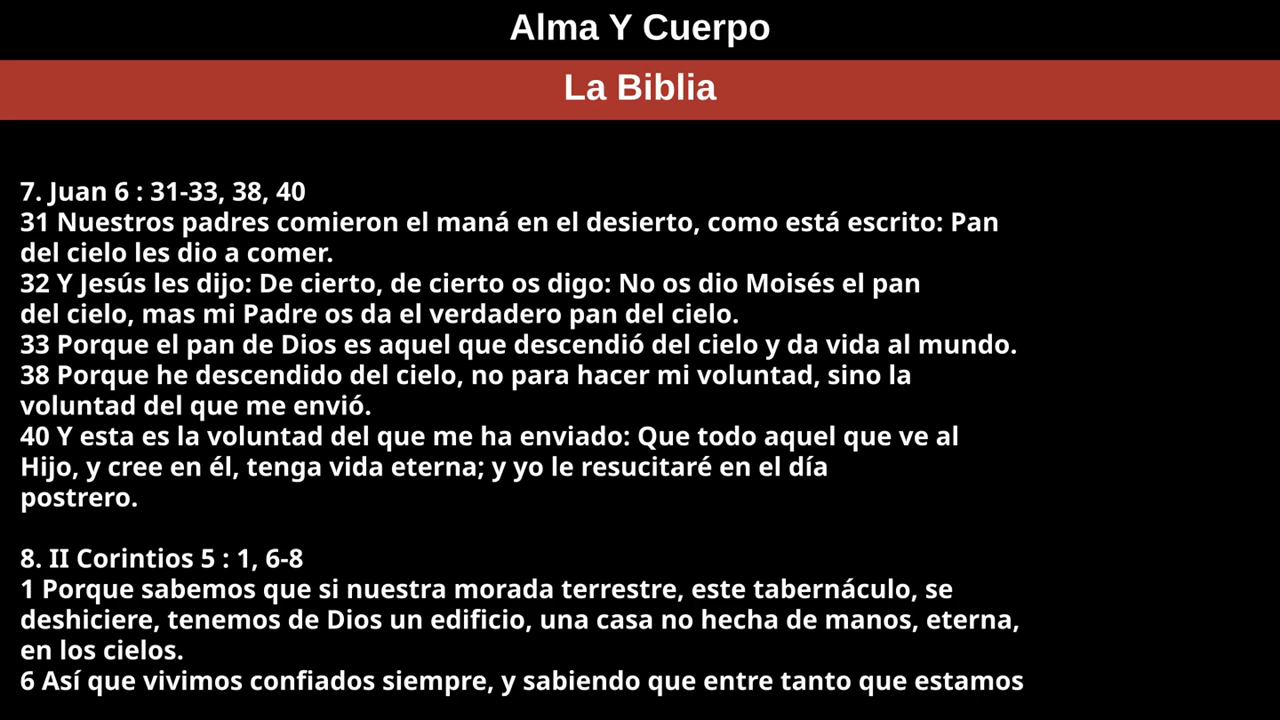 Alma Y Cuerpo
La Biblia
7. Juan 6 : 31-33, 38, 40
31 Nuestros padres comieron el maná en el desierto, como está escrito: Pan
del cielo les dio a comer.
32 Y Jesús les dijo: De cierto, de cierto os digo: No os dio Moisés el pan
del cielo, mas mi Padre os da el verdadero pan del cielo.
33 Porque el pan de Dios es aquel que descendió del cielo y da vida al mundo.
38 Porque he descendido del cielo, no para hacer mi voluntad, sino la
voluntad del que me envió.
40 Y esta es la voluntad del que me ha enviado: Que todo aquel que ve al
Hijo, y cree en él, tenga vida eterna; y yo le resucitaré en el día
postrero.
8. II Corintios 5 : 1, 6-8
1 Porque sabemos que si nuestra morada terrestre, este tabernáculo, se
deshiciere, tenemos de Dios un edificio, una casa no hecha de manos, eterna,
en los cielos.
6 Así que vivimos confiados siempre, y sabiendo que entre tanto que estamos